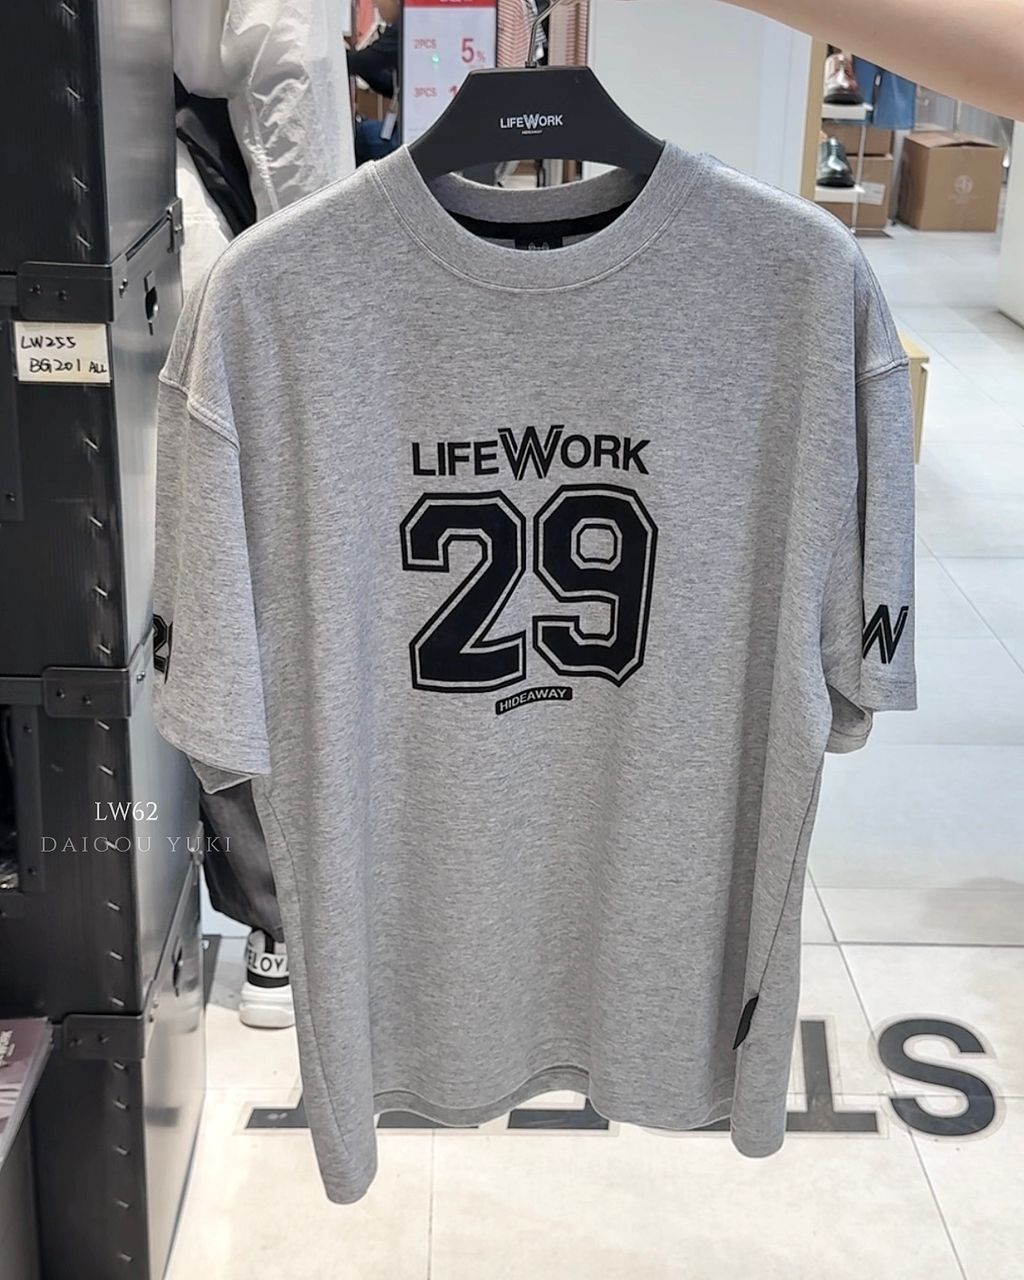 2PCS 5%
3PCS
LIFEWORK
HIDEAWAY
LW255
BG201 ALL
LIFEWORK
29
HIDEAWAY
W
LW62
DAIGOU YUKI